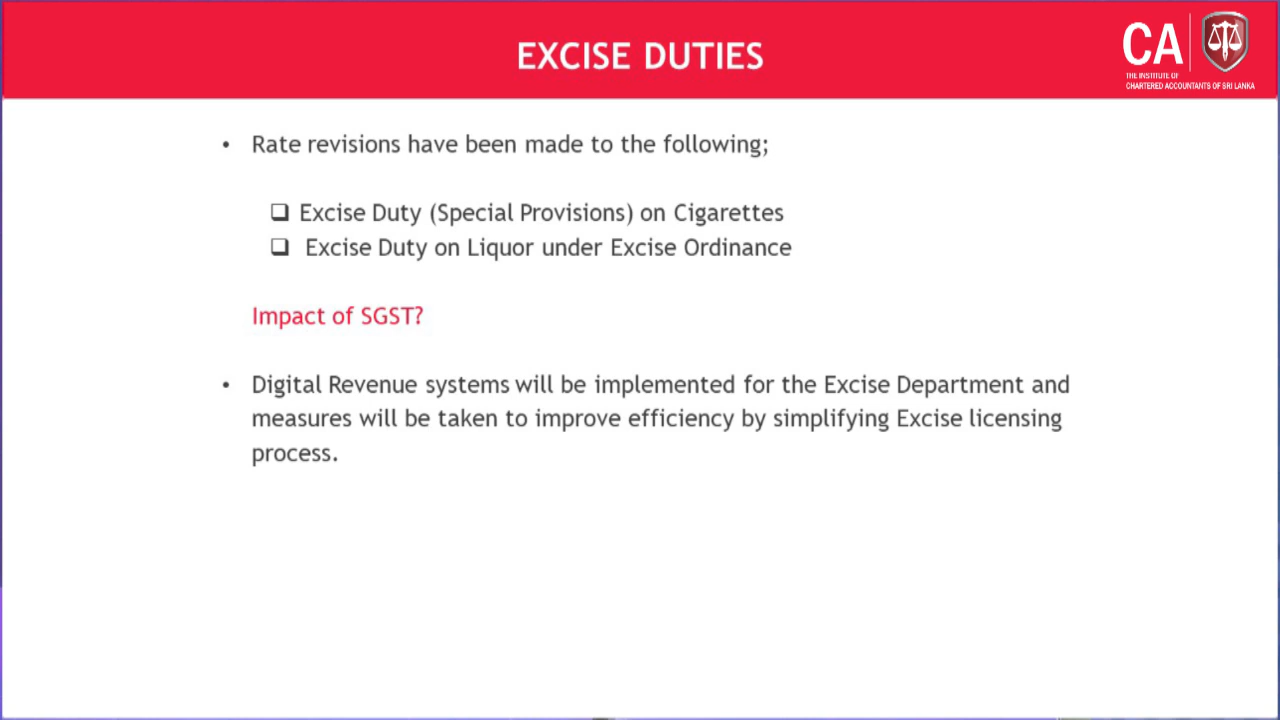 EXCISE DUTIES
CA
THE INSTITUTE OF
CHARTERED ACCOUNTANTS OF SRI LANKA
• Rate revisions have been made to the following;
❑ Excise Duty (Special Provisions) on Cigarettes
❑ Excise Duty on Liquor under Excise Ordinance
Impact of SGST?
• Digital Revenue systems will be implemented for the Excise Department and
measures will be taken to improve efficiency by simplifying Excise licensing
process.